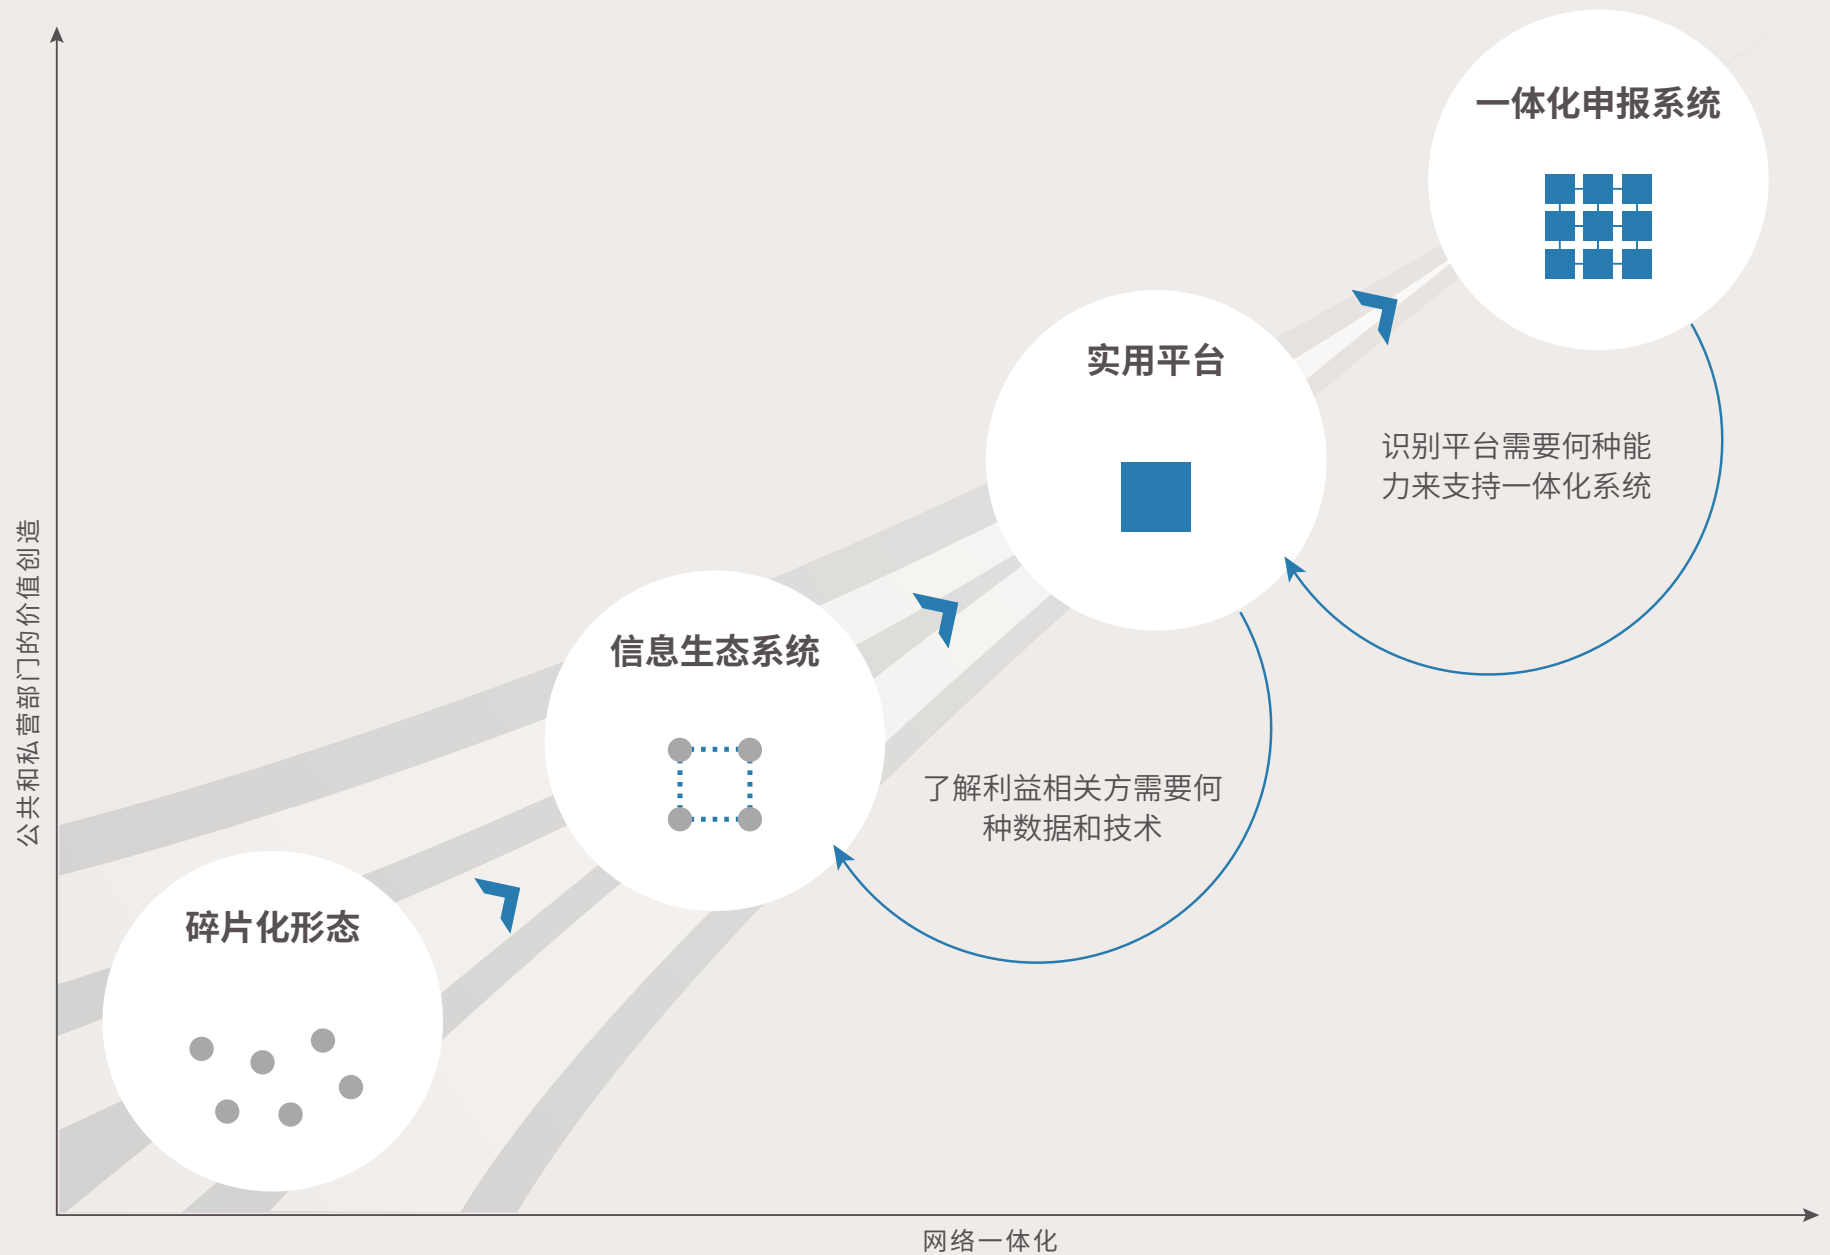 一体化申报系统
实用平台
识别平台需要何种能
力来支持一体化系统
信息生态系统
了解利益相关方需要何
种数据和技术
碎片化形态
公共和私营部门的价值创造
网络一体化